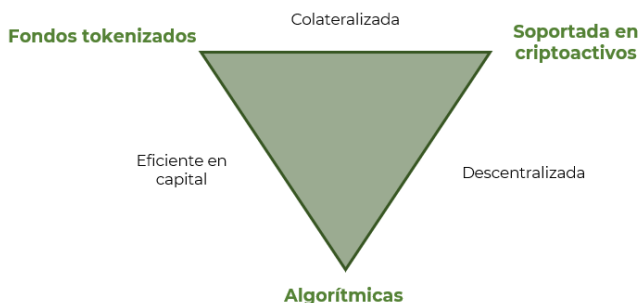 Colateralizada
Fondos tokenizados
Soportada en
criptoactivos
Eficiente en
capital
Descentralizada
Algorítmicas